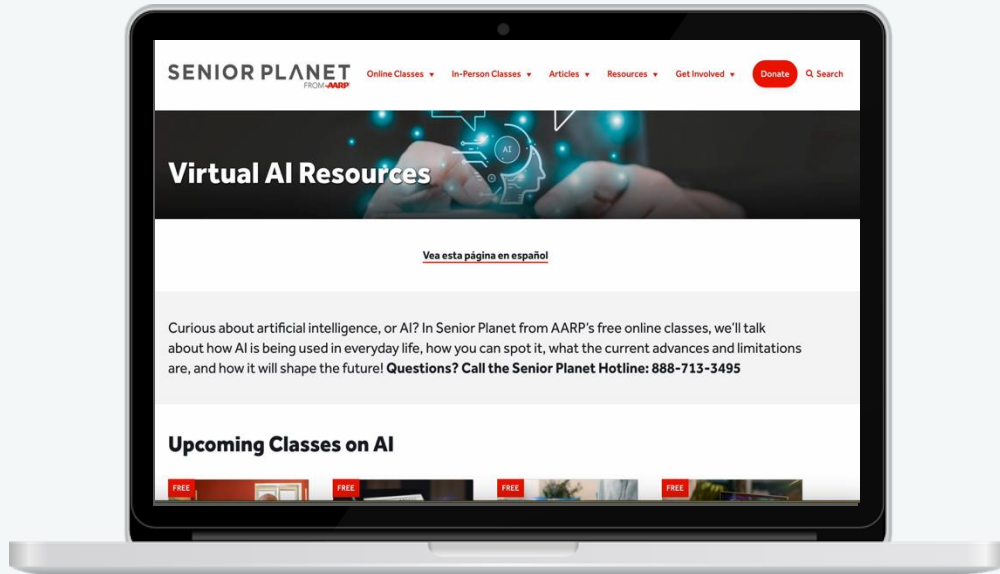 SENIOR PLANET
FROM AARP
Online Classes
In-Person Classes
Articles
Resources
Get Involved
Donate
Search
AI
Virtual AI Resources
Vea esta página en español
Curious about artificial intelligence, or AI? In Senior Planet from AARP's free online classes, we'll talk
about how AI is being used in everyday life, how you can spot it, what the current advances and limitations
are, and how it will shape the future! Questions? Call the Senior Planet Hotline: 888-713-3495
Upcoming Classes on AI
FREE
FREE
FREE
FREE